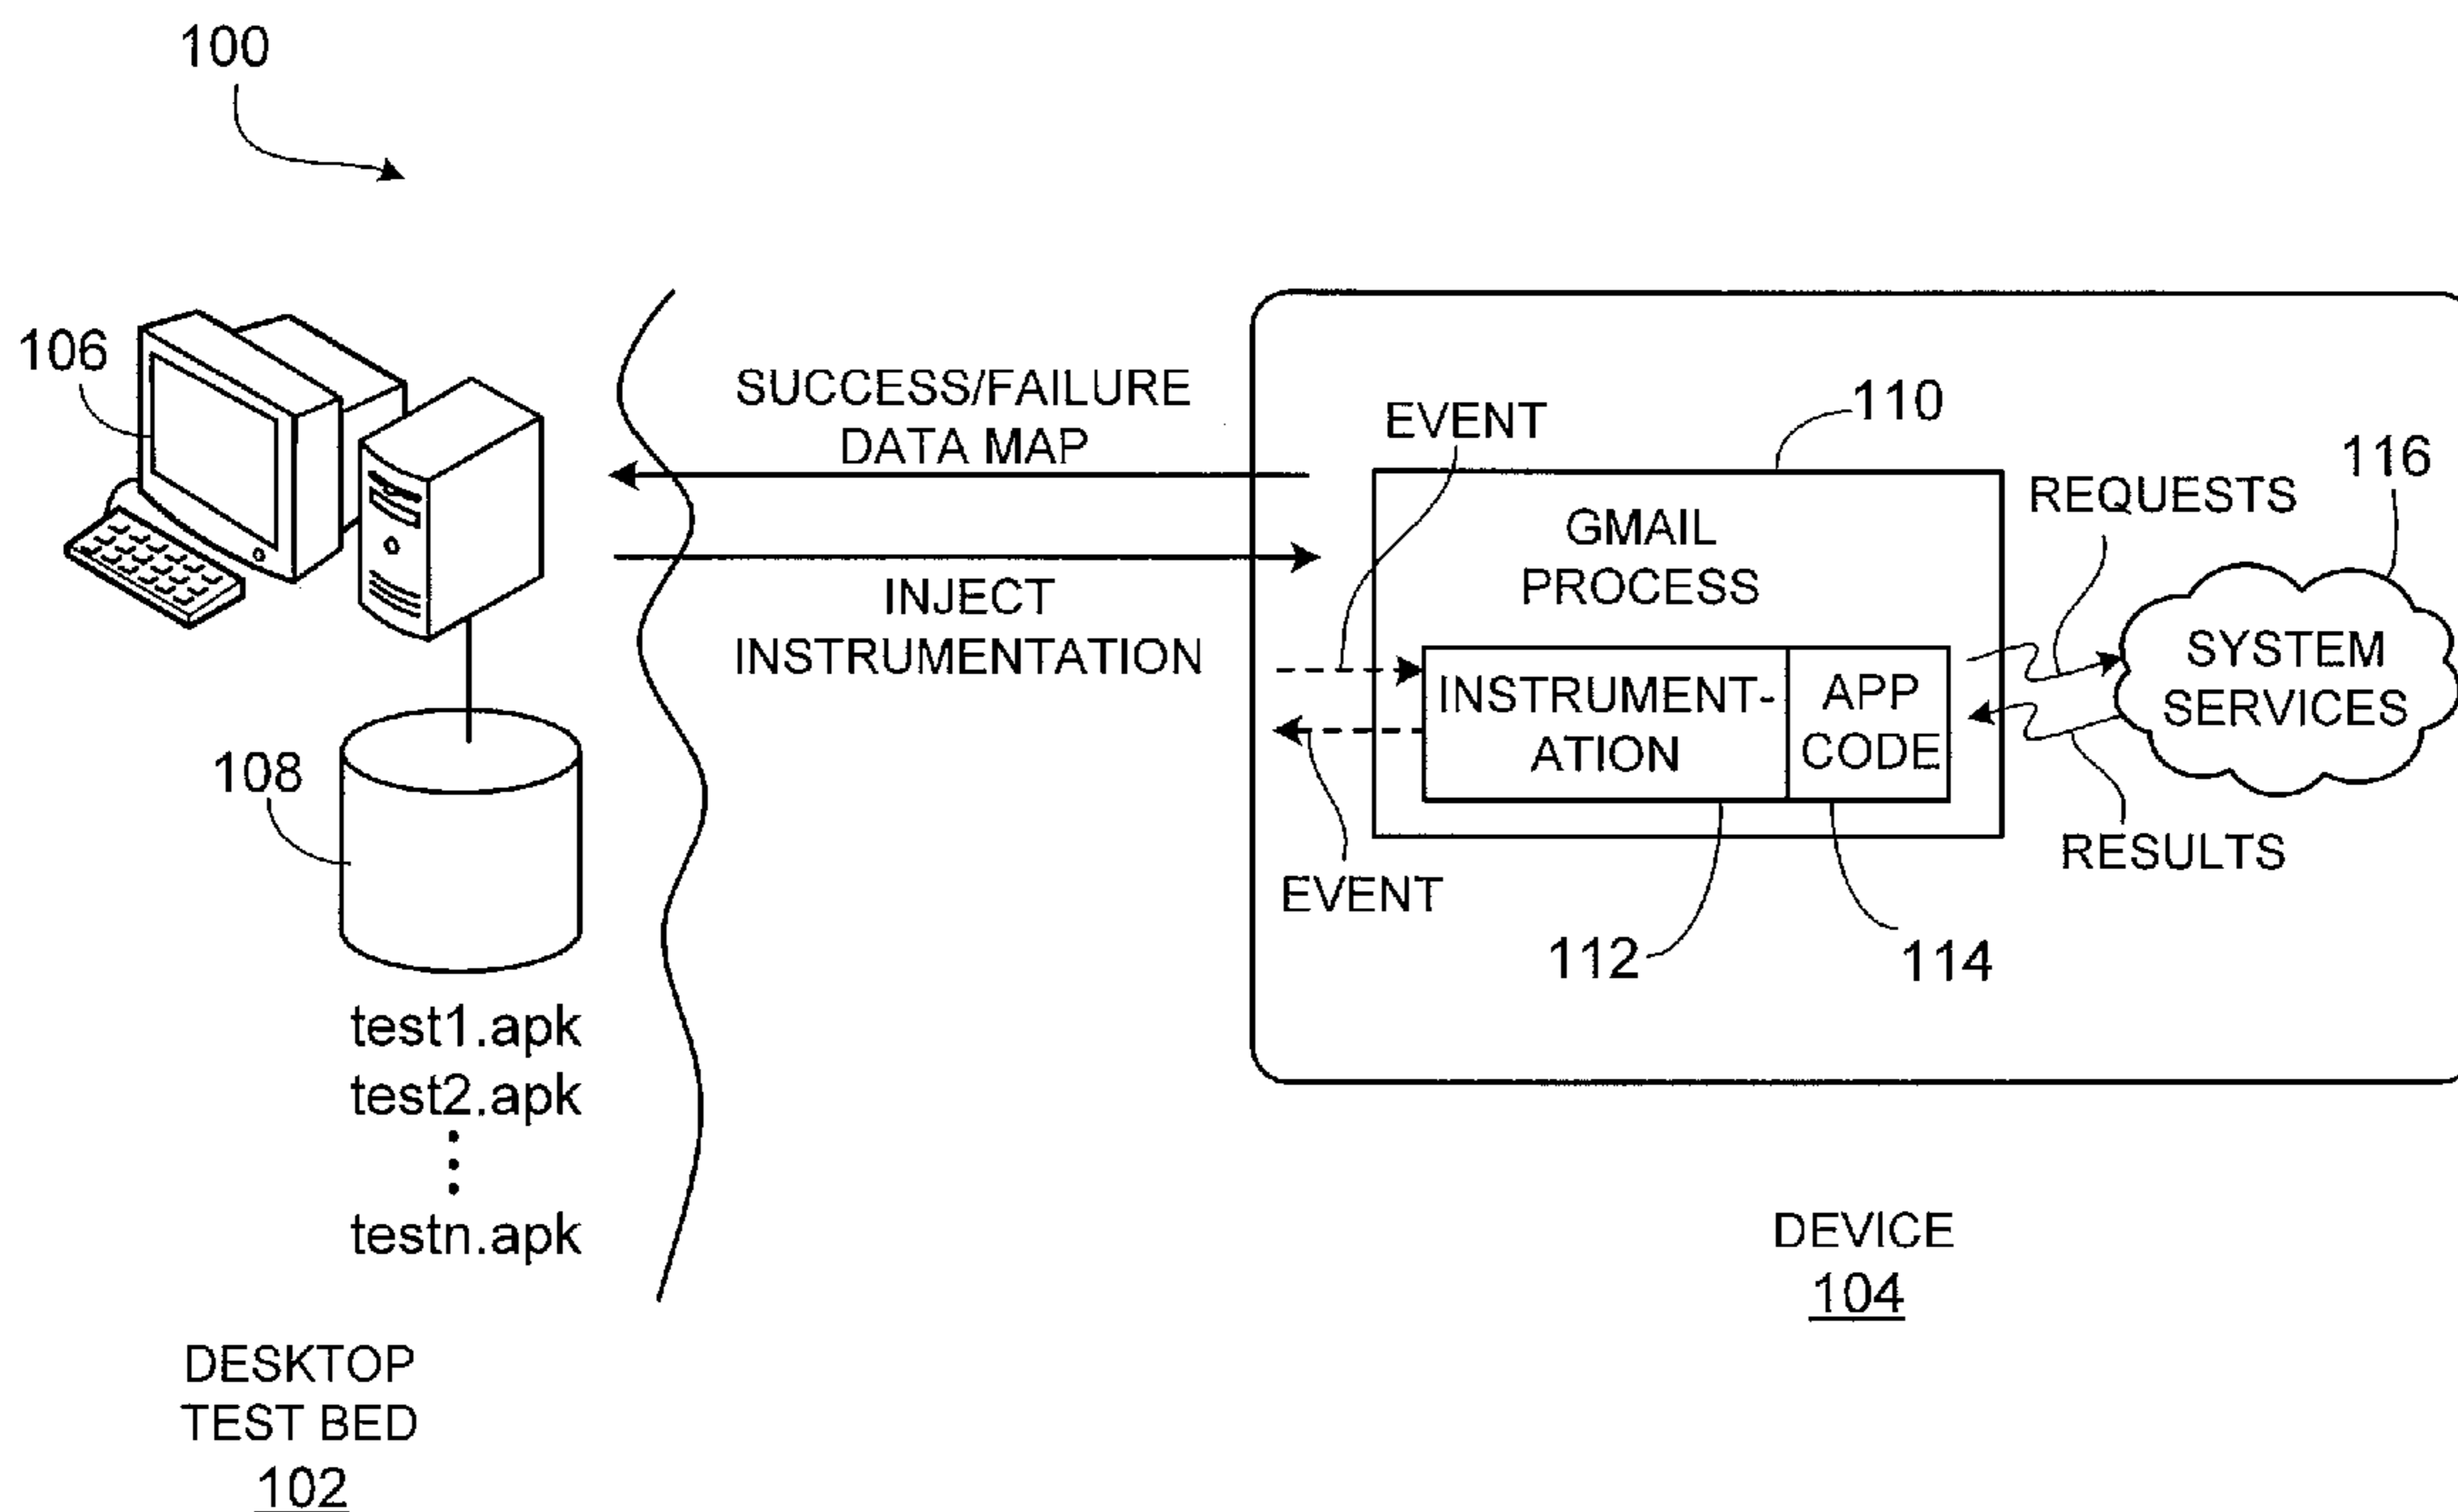 100
106
SUCCESS/FAILURE
DATA MAP
INJECT
INSTRUMENTATION
108
test1.apk
test2.apk
testn.apk
DESKTOP
TEST BED
102
EVENT
110
116
REQUESTS
GMAIL
PROCESS
INSTRUMENT-
ATION
APP
CODE
SYSTEM
SERVICES
RESULTS
EVENT
112
114
DEVICE
104